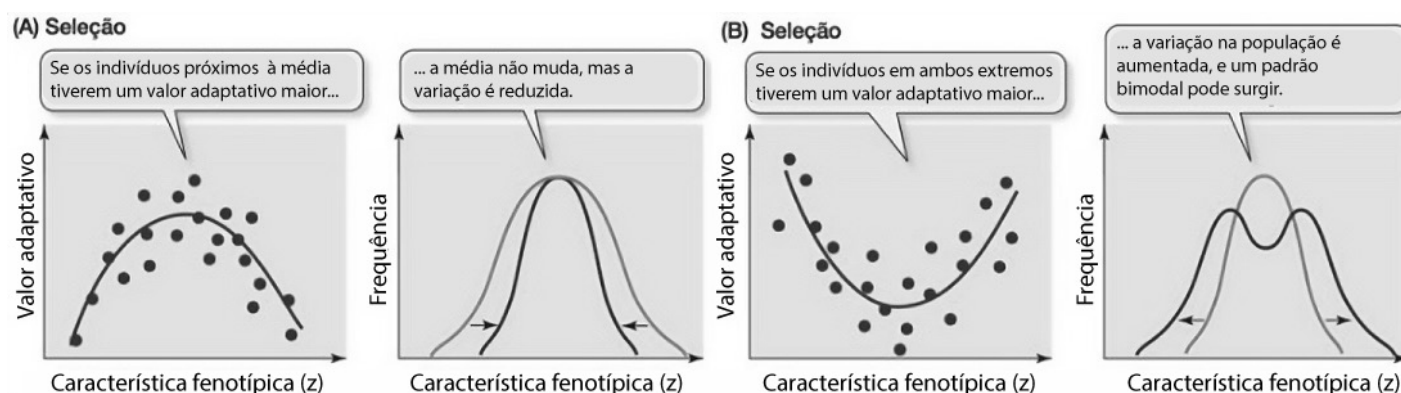 (A) Seleção
Se os indivíduos próximos à média
tiverem um valor adaptativo maior...
... a média não muda, mas a
variação é reduzida.
Valor adaptativo
Característica fenotípica (z)
Frequência
Característica fenotípica (z)
(B) Seleção
Se os indivíduos em ambos extremos
tiverem um valor adaptativo maior...
... a variação na população é
aumentada, e um padrão
bimodal pode surgir.
Valor adaptativo
Característica fenotípica (z)
Frequência
Característica fenotípica (z)